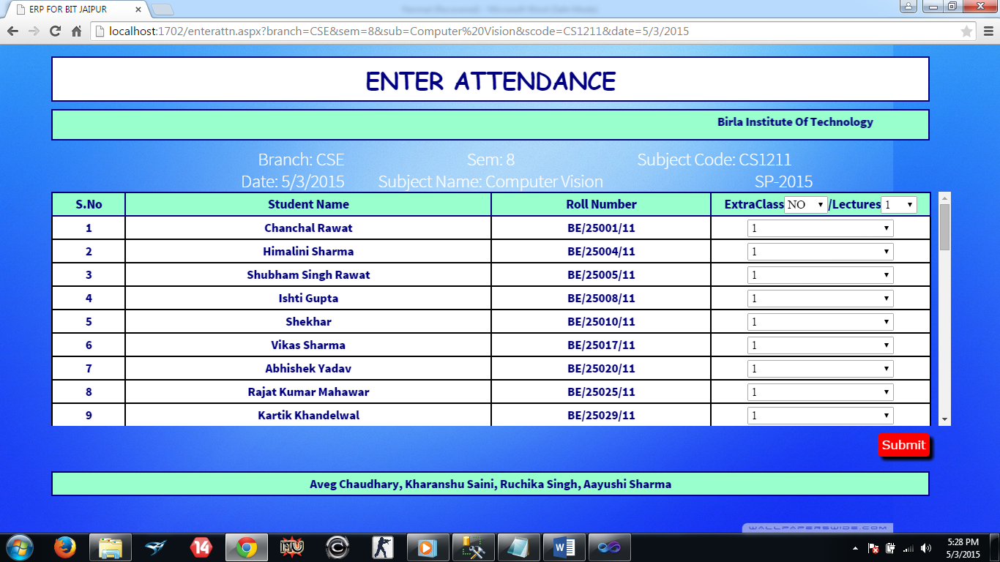 ERP FOR BIT JAIPUR
localhost:1702/enterattn.aspx?branch=CSE&sem=8&sub=Computer%20Vision&scode=CS1211&date=5/3/2015
ENTER ATTENDANCE
Birla Institute Of Technology
Branch: CSE Sem: 8 Subject Code: CS1211
Date: 5/3/2015 Subject Name: Computer Vision SP-2015
S.No Student Name Roll Number ExtraClass NO /Lectures 1
1 Chanchal Rawat BE/25001/11 1
2 Himalini Sharma BE/25004/11 1
3 Shubham Singh Rawat BE/25005/11 1
4 Ishti Gupta BE/25008/11 1
5 Shekhar BE/25010/11 1
6 Vikas Sharma BE/25017/11 1
7 Abhishek Yadav BE/25020/11 1
8 Rajat Kumar Mahawar BE/25025/11 1
9 Kartik Khandelwal BE/25029/11 1
Submit
Aveg Chaudhary, Kharanshu Saini, Ruchika Singh, Aayushi Sharma
WALLPAPERSWIDE.COM
14 MU
5:28 PM
5/3/2015